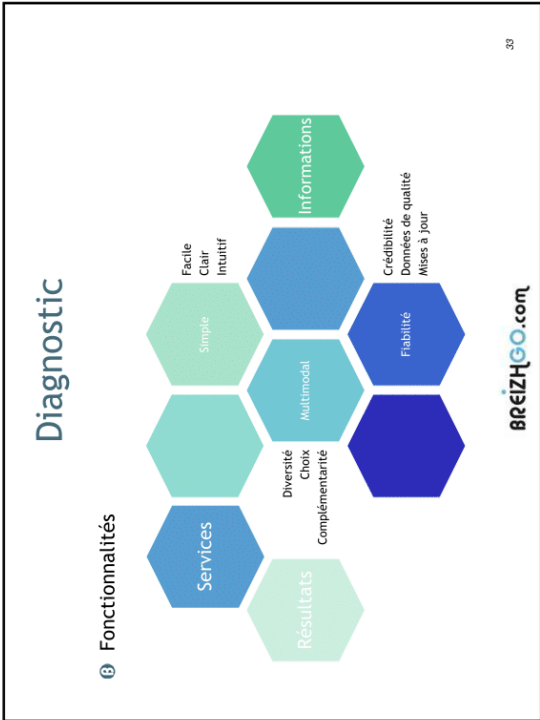 Diagnostic
Fonctionnalités
Services
Simple
Facile
Clair
Intuitif
Résultats
Diversité
Choix
Complémentarité
Multimodal
Informations
Fiabilité
Crédibilité
Données de qualité
Mises à jour
BREIZHGO.com
33